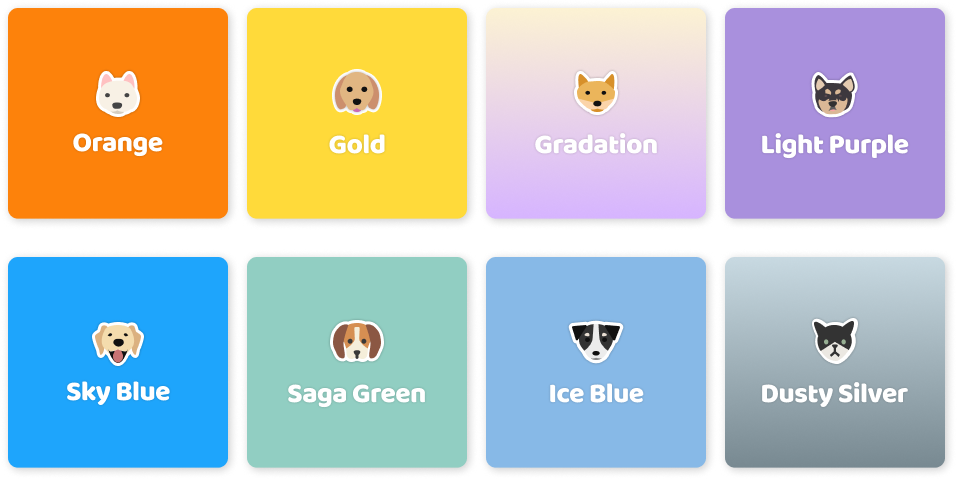 Orange
Gold
Gradation
Light Purple
Sky Blue
Saga Green
Ice Blue
Dusty Silver